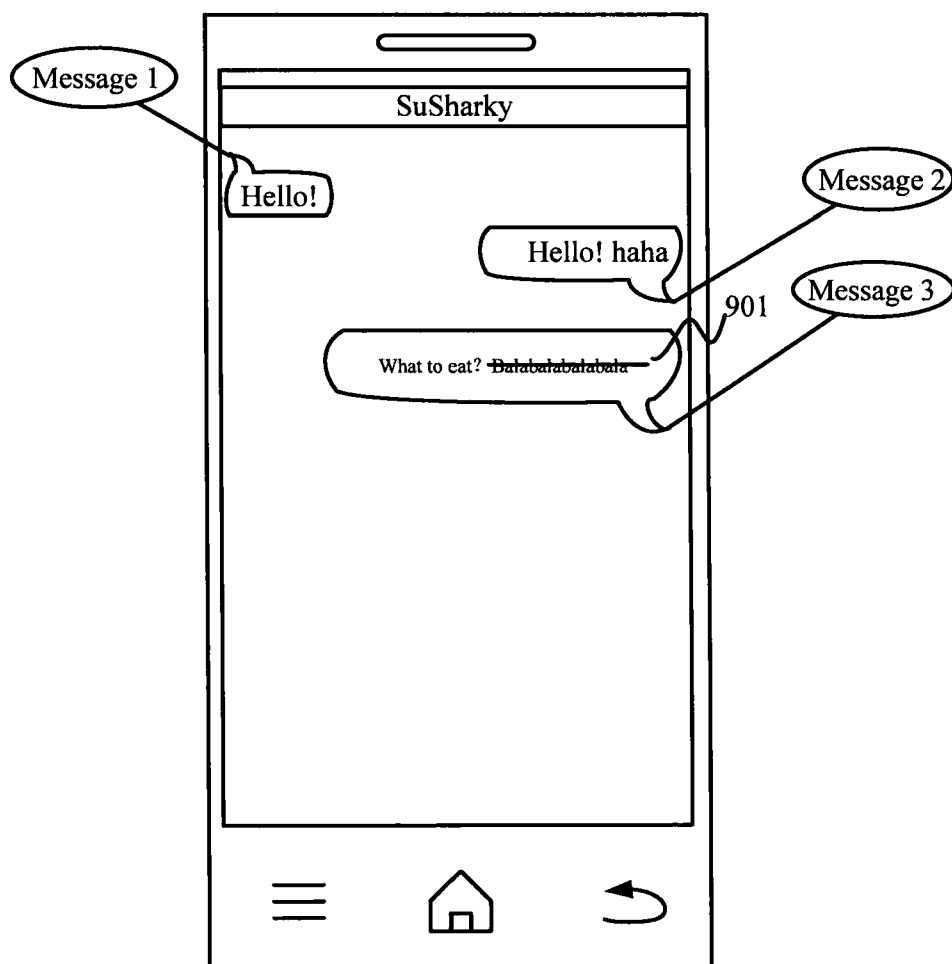 Message 1
SuSharky
Hello!
Message 2
Hello! haha
Message 3
901
What to eat? Balabalabalabala